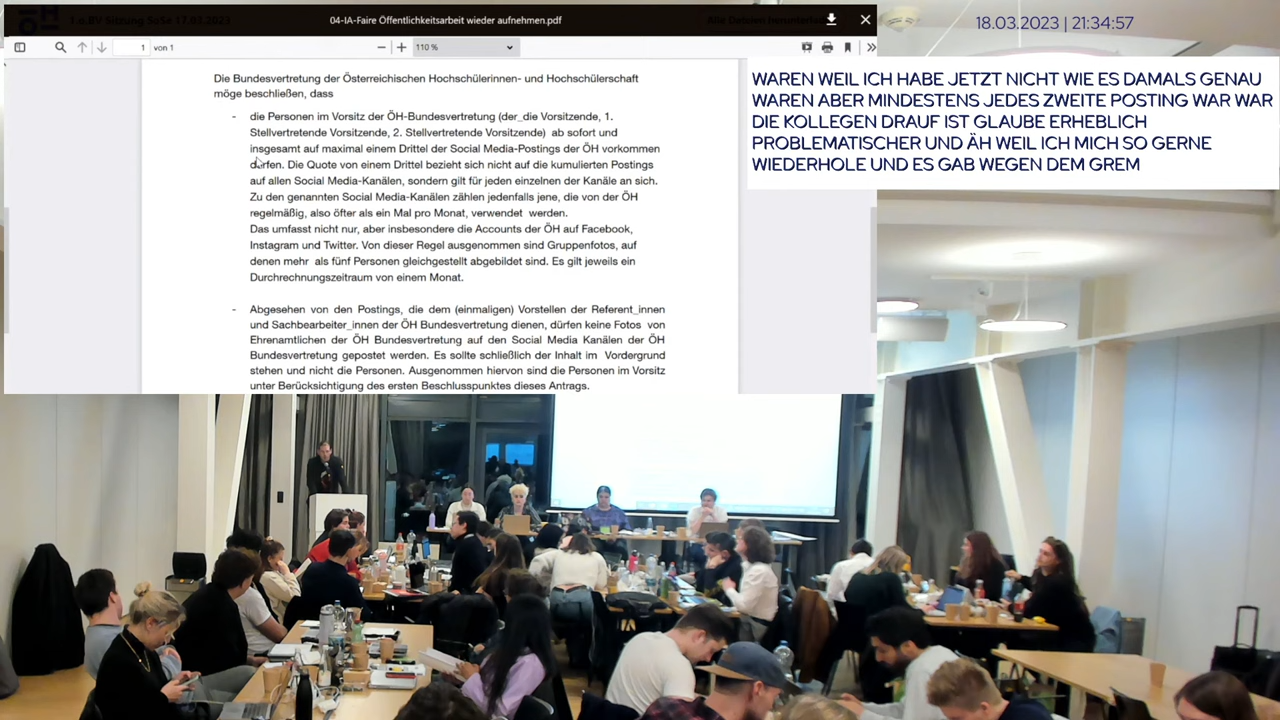 1.o.BV Sitzung SoSe 17.03.2023
04-IA-Faire Öffentlichkeitsarbeit wieder aufnehmen.pdf
Alle Dateien herunterladen
18.03.2023 | 21:34:57
1 von 1
110 %
Die Bundesvertretung der Österreichischen Hochschülerinnen- und Hochschülerschaft
möge beschließen, dass
- die Personen im Vorsitz der ÖH-Bundesvertretung (der_die Vorsitzende, 1.
Stellvertretende Vorsitzende, 2. Stellvertretende Vorsitzende) ab sofort und
insgesamt auf maximal einem Drittel der Social Media-Postings der ÖH vorkommen
dürfen. Die Quote von einem Drittel bezieht sich nicht auf die kumulierten Postings
auf allen Social Media-Kanälen, sondern gilt für jeden einzelnen der Kanäle an sich.
Zu den genannten Social Media-Kanälen zählen jedenfalls jene, die von der ÖH
regelmäßig, also öfter als ein Mal pro Monat, verwendet werden.
Das umfasst nicht nur, aber insbesondere die Accounts der ÖH auf Facebook,
Instagram und Twitter. Von dieser Regel ausgenommen sind Gruppenfotos, auf
denen mehr als fünf Personen gleichgestellt abgebildet sind. Es gilt jeweils ein
Durchrechnungszeitraum von einem Monat.
- Abgesehen von den Postings, die dem (einmaligen) Vorstellen der Referent_innen
und Sachbearbeiter_innen der ÖH Bundesvertretung dienen, dürfen keine Fotos von
Ehrenamtlichen der ÖH Bundesvertretung auf den Social Media Kanälen der ÖH
Bundesvertretung gepostet werden. Es sollte schließlich der Inhalt im Vordergrund
stehen und nicht die Personen. Ausgenommen hiervon sind die Personen im Vorsitz
unter Berücksichtigung des ersten Beschlusspunktes dieses Antrags.
WAREN WEIL ICH HABE JETZT NICHT WIE ES DAMALS GENAU
WAREN ABER MINDESTENS JEDES ZWEITE POSTING WAR WAR
DIE KOLLEGEN DRAUF IST GLAUBE ERHEBLICH
PROBLEMATISCHER UND ÄH WEIL ICH MICH SO GERNE
WIEDERHOLE UND ES GAB WEGEN DEM GREM